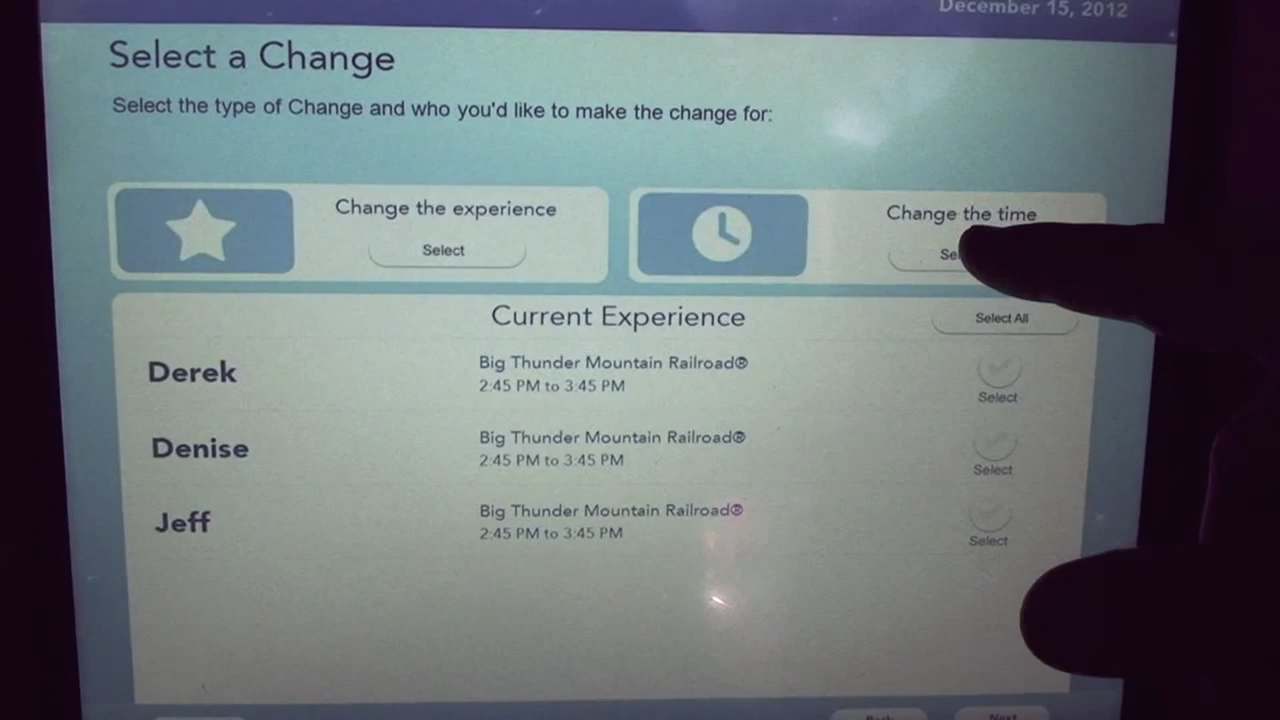 December 15, 2012
Select a Change
Select the type of Change and who you'd like to make the change for:
Change the experience
Select
Change the time
Current Experience
Select All
Derek
Big Thunder Mountain Railroad®
2:45 PM to 3:45 PM
Select
Denise
Big Thunder Mountain Railroad®
2:45 PM to 3:45 PM
Select
Jeff
Big Thunder Mountain Railroad®
2:45 PM to 3:45 PM
Select